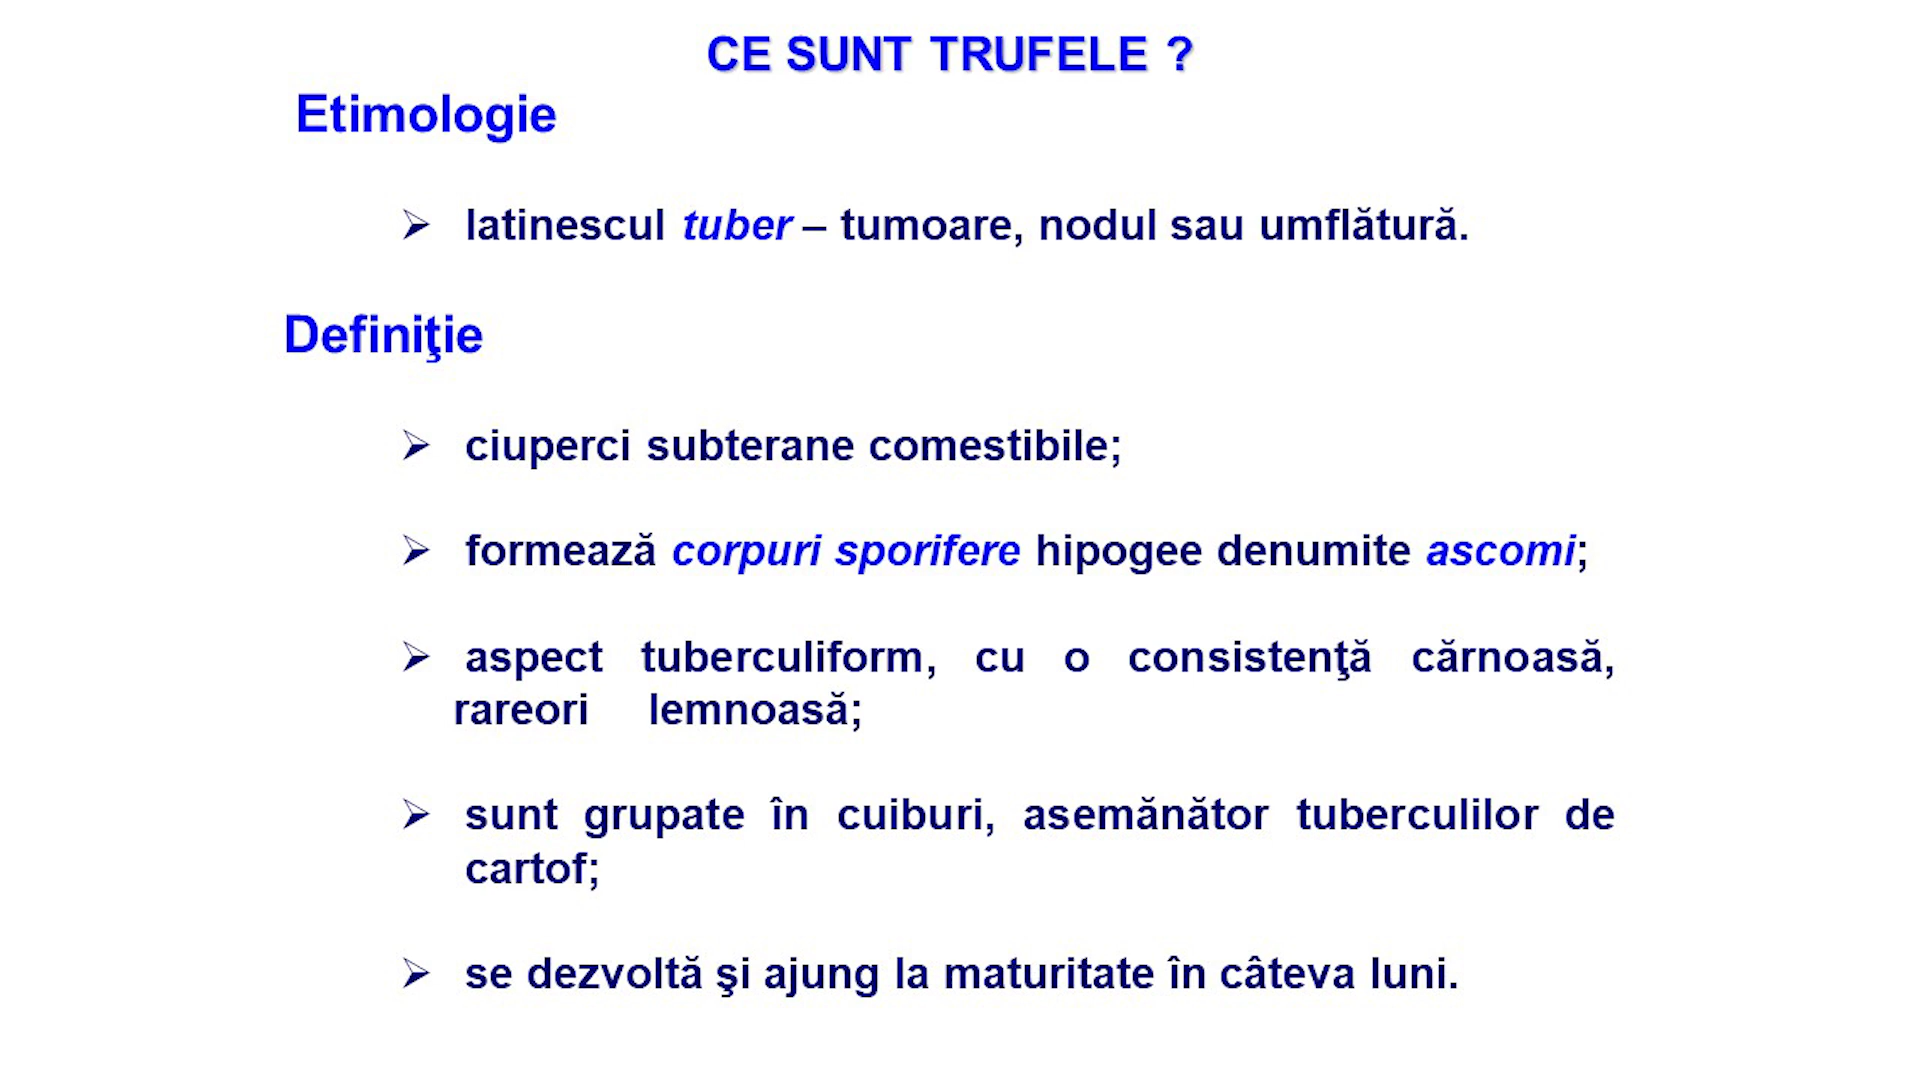 CE SUNT TRUFELE ?
Etimologie
➢ latinescul tuber – tumoare, nodul sau umflătură.
Definiţie
➢ ciuperci subterane comestibile;
➢ formează corpuri sporifere hipogee denumite ascomi;
➢ aspect tuberculiform, cu o consistenţă cărnoasă,
rareori lemnoasă;
➢ sunt grupate în cuiburi, asemănător tuberculilor de
cartof;
➢ se dezvoltă şi ajung la maturitate în câteva luni.